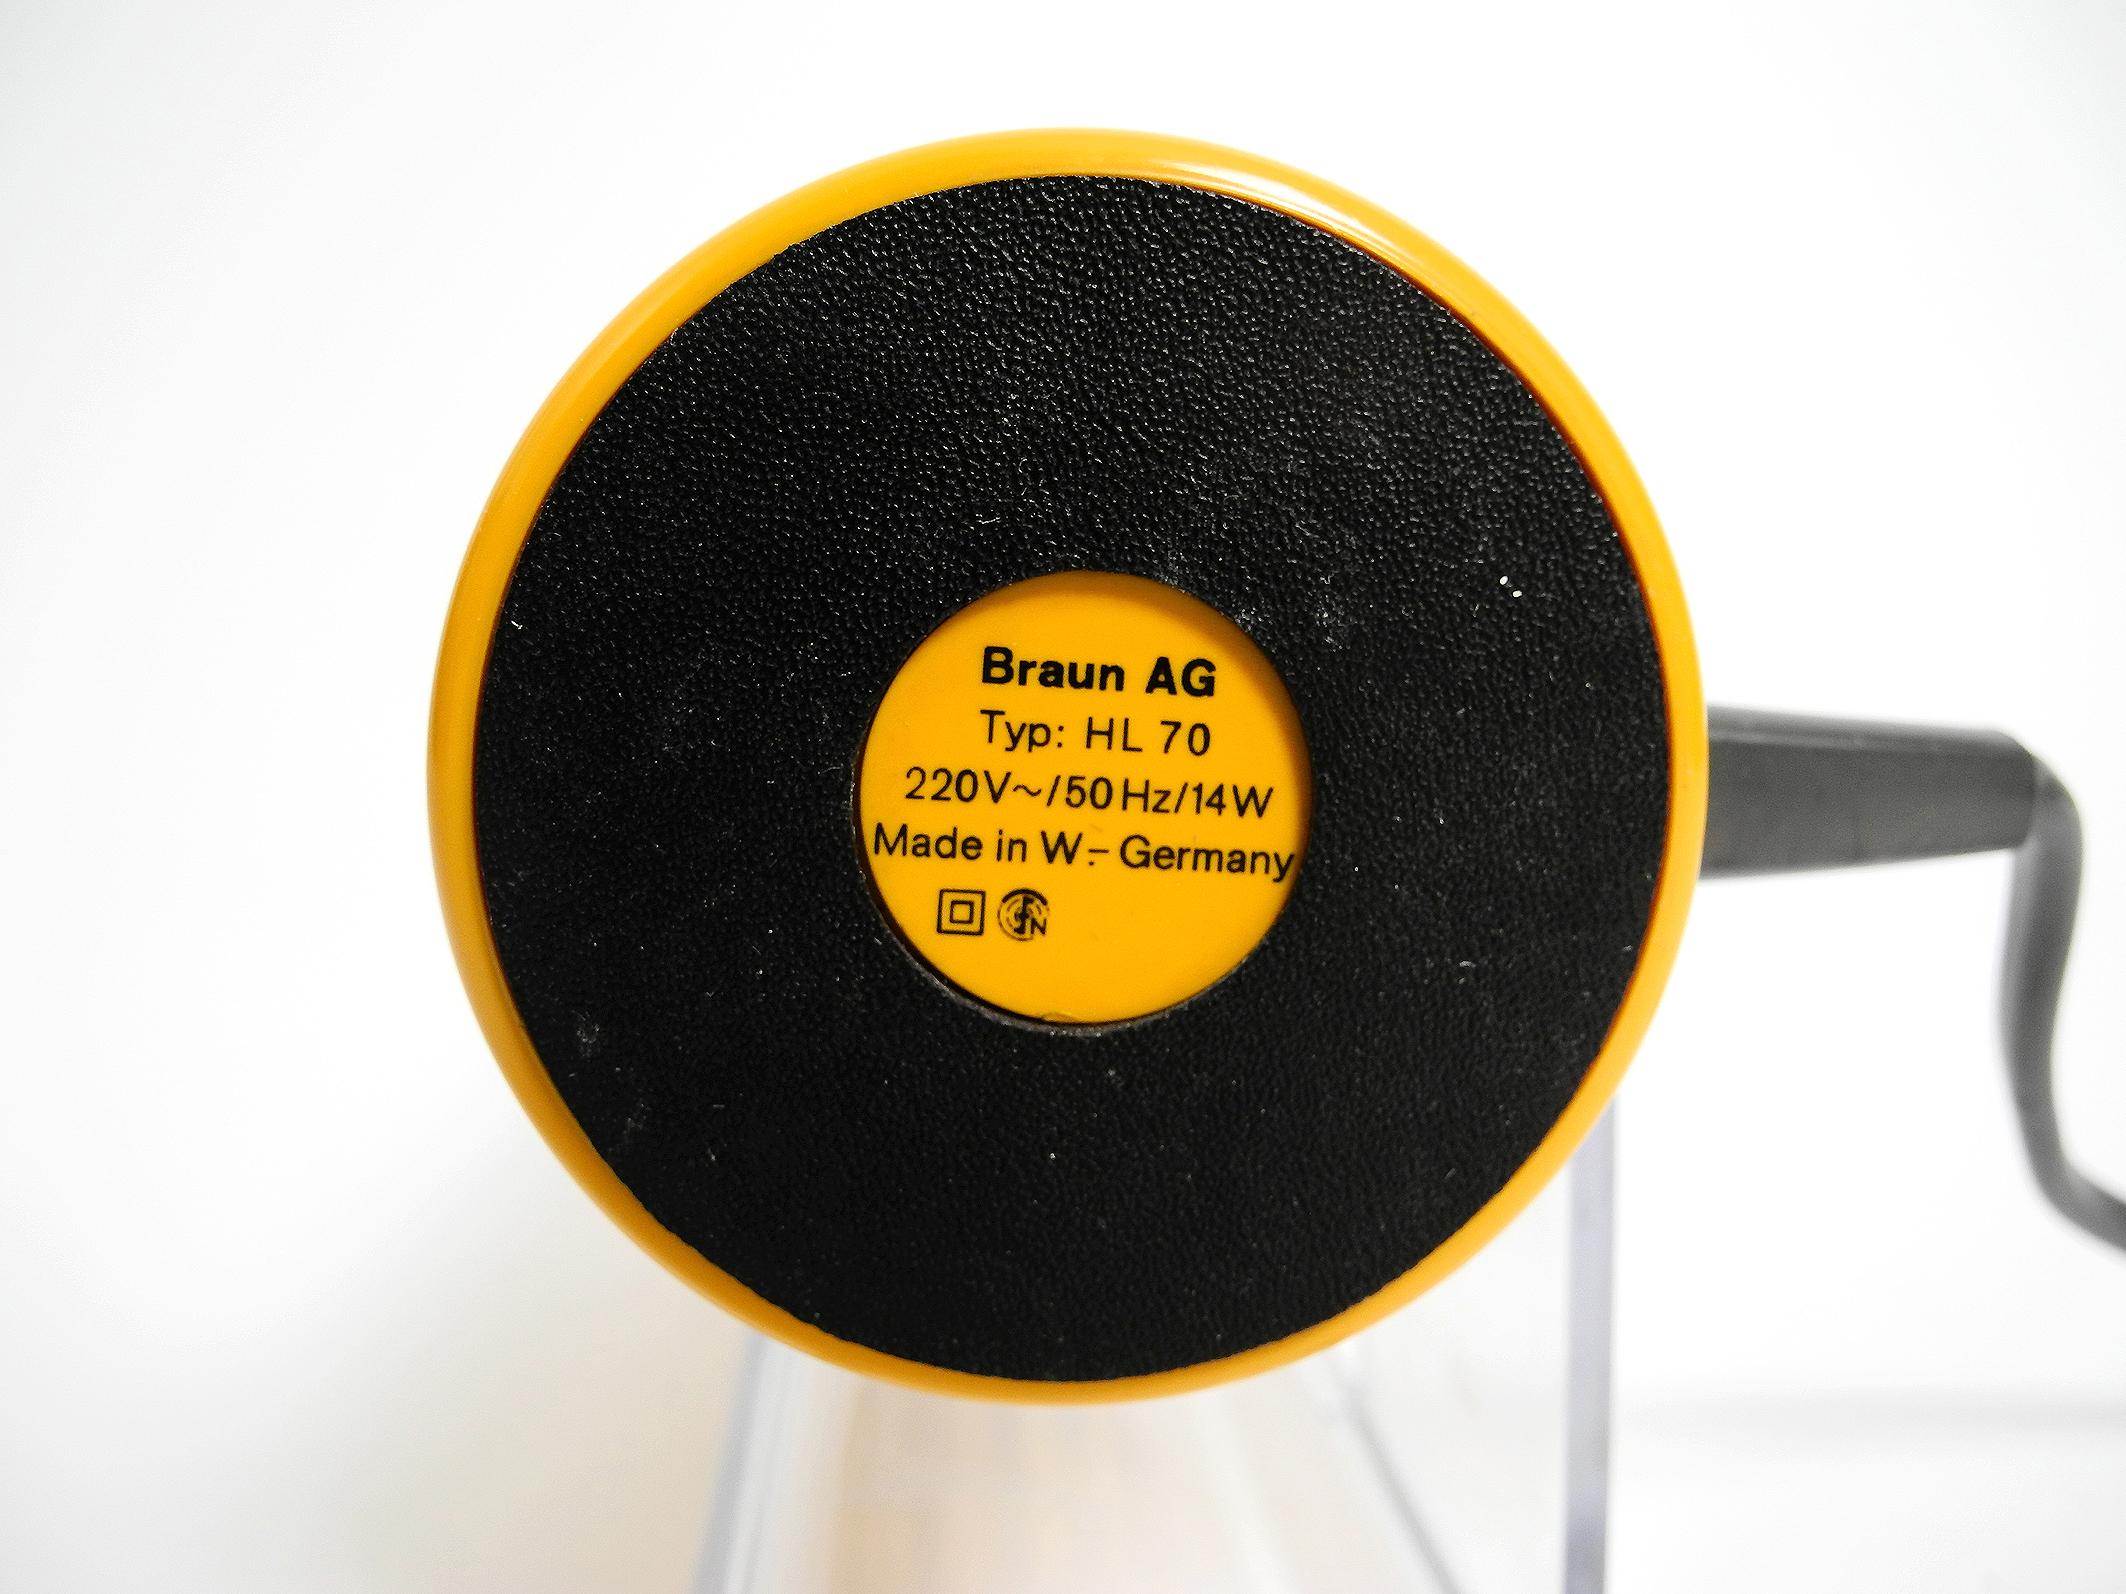 Braun AG
Typ: HL 70
220V~/50Hz/14W
Made in W.-Germany